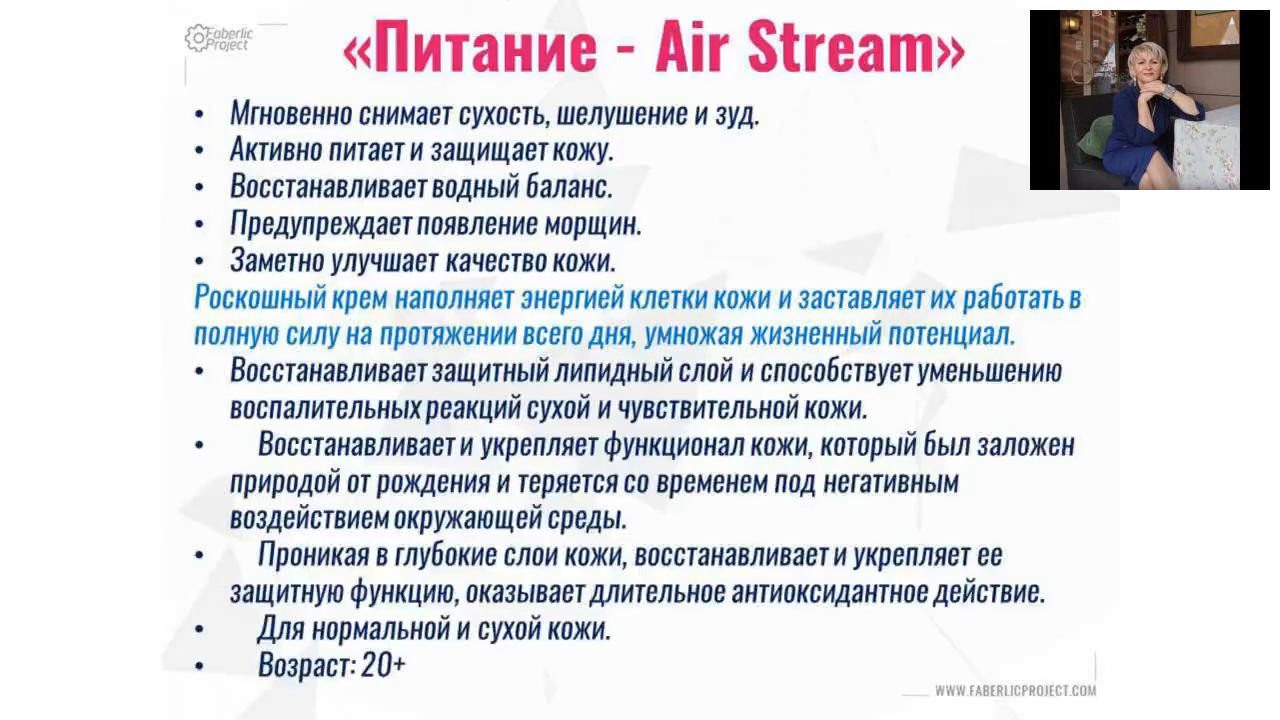 Faberlic
Project
«Питание - Air Stream»
• Мгновенно снимает сухость, шелушение и зуд.
• Активно питает и защищает кожу.
• Восстанавливает водный баланс.
• Предупреждает появление морщин.
• Заметно улучшает качество кожи.
Роскошный крем наполняет энергией клетки кожи и заставляет их работать в
полную силу на протяжении всего дня, умножая жизненный потенциал.
• Восстанавливает защитный липидный слой и способствует уменьшению
воспалительных реакций сухой и чувствительной кожи.
• Восстанавливает и укрепляет функционал кожи, который был заложен
природой от рождения и теряется со временем под негативным
воздействием окружающей среды.
• Проникая в глубокие слои кожи, восстанавливает и укрепляет ее
защитную функцию, оказывает длительное антиоксидантное действие.
• Для нормальной и сухой кожи.
• Возраст: 20+
WWW.FABERLICPROJECT.COM